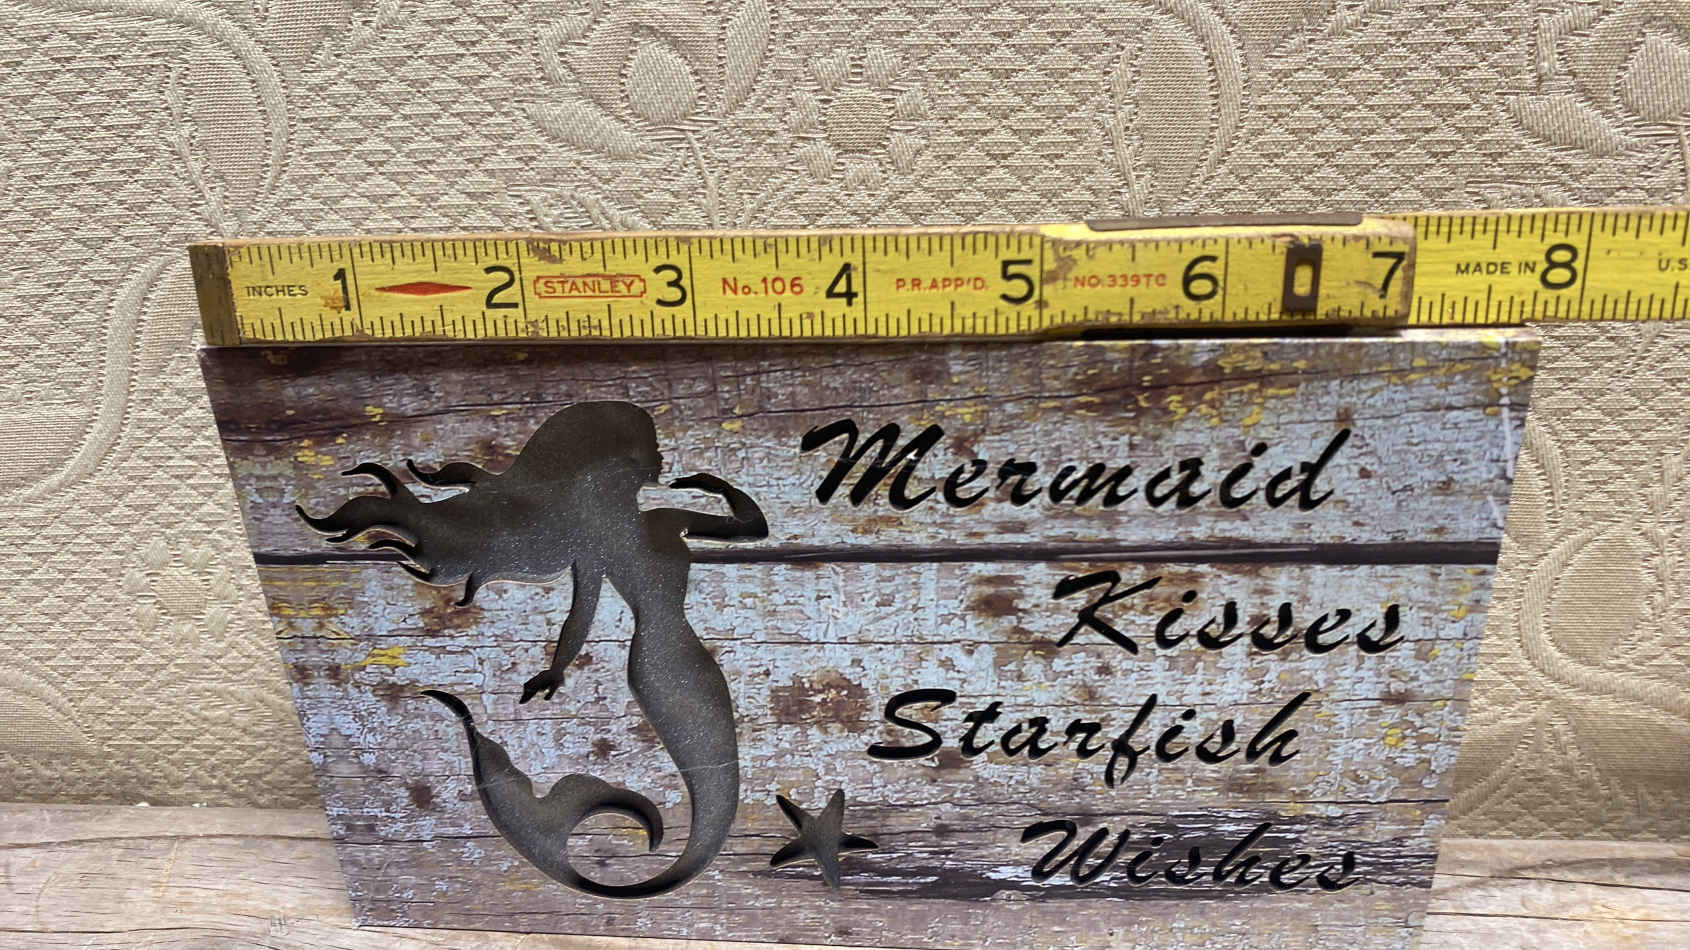 INCHES 1 2 STANLEY 3 No.106 4 P.R.APP'D. 5 NO.339TC 6 7 MADE IN 8 U.S
Mermaid
Kisses
Starfish
Wishes